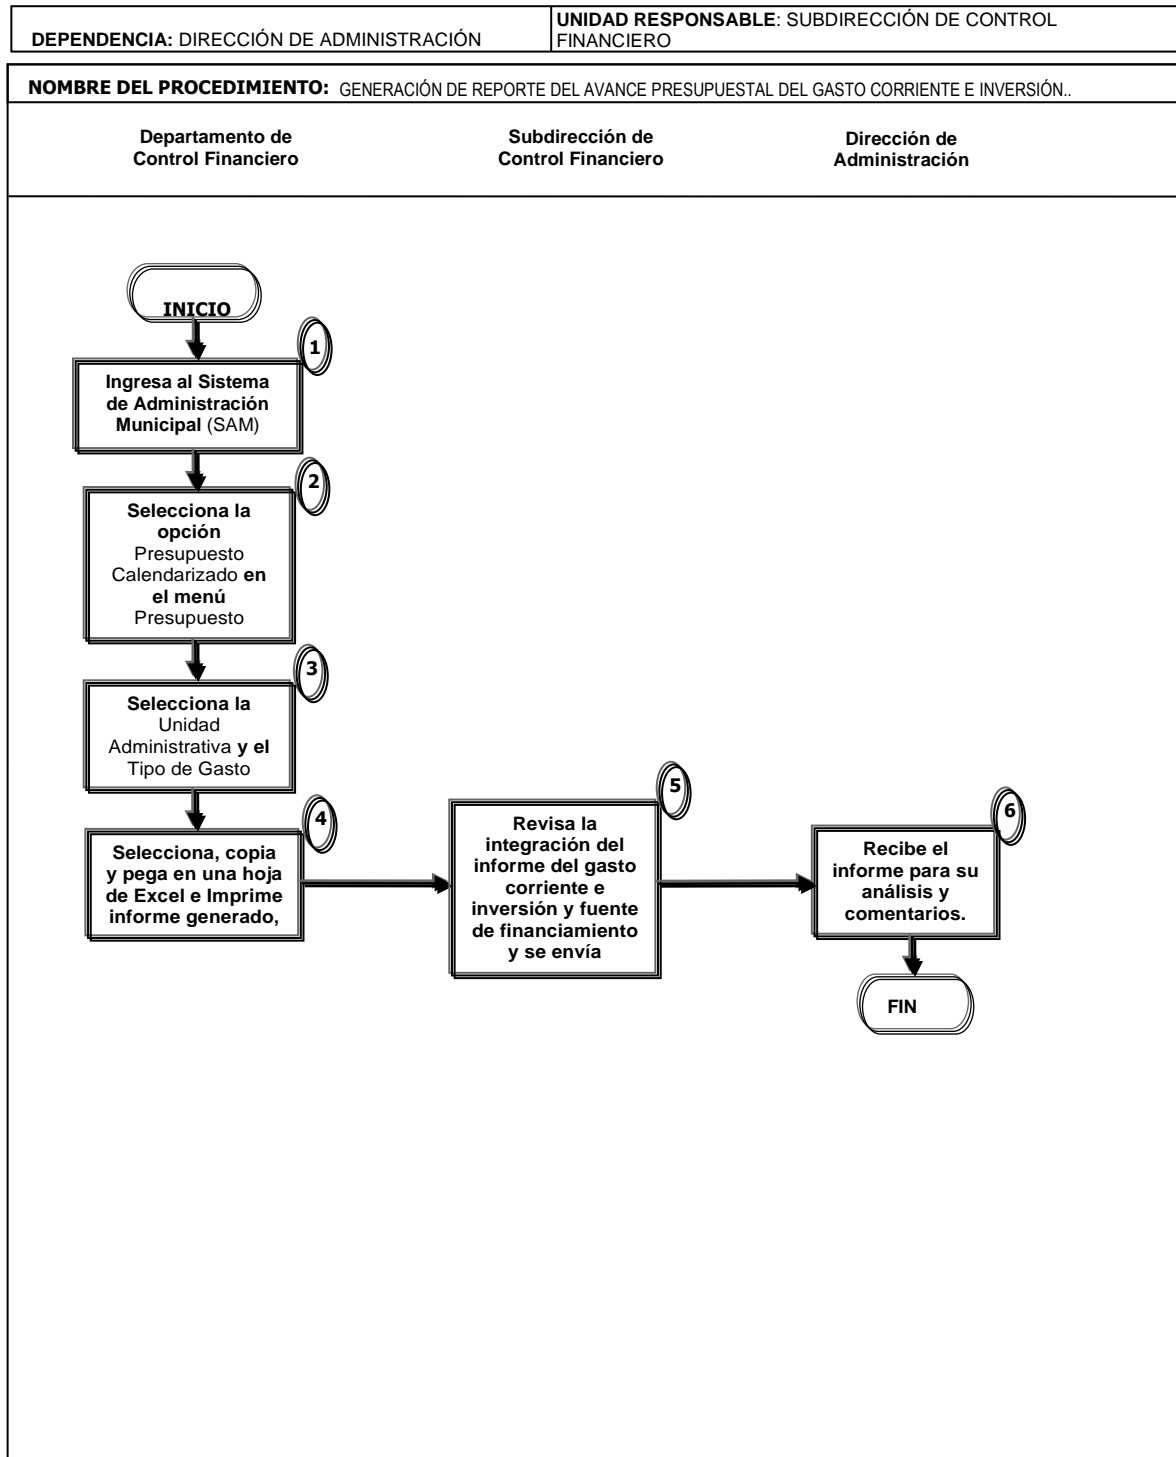 DEPENDENCIA: DIRECCIÓN DE ADMINISTRACIÓN
UNIDAD RESPONSABLE: SUBDIRECCIÓN DE CONTROL
FINANCIERO
NOMBRE DEL PROCEDIMIENTO: GENERACIÓN DE REPORTE DEL AVANCE PRESUPUESTAL DEL GASTO CORRIENTE E INVERSIÓN..
Departamento de
Control Financiero
Subdirección de
Control Financiero
Dirección de
Administración
INICIO
1
Ingresa al Sistema
de Administración
Municipal (SAM)
2
Selecciona la
opción
Presupuesto
Calendarizado en
el menú
Presupuesto
3
Selecciona la
Unidad
Administrativa y el
Tipo de Gasto
4
Selecciona, copia
y pega en una hoja
de Excel e Imprime
informe generado,
5
Revisa la
integración del
informe del gasto
corriente e
inversión y fuente
de financiamiento
y se envía
6
Recibe el
informe para su
análisis y
comentarios.
FIN